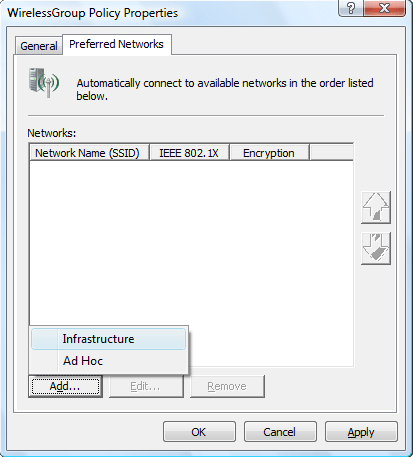 WirelessGroup Policy Properties
?
General
Preferred Networks
Automatically connect to available networks in the order listed
below.
Networks:
Network Name (SSID) IEEE 802.1X Encryption
Infrastructure
Ad Hoc
Add... Edit... Remove
OK Cancel Apply